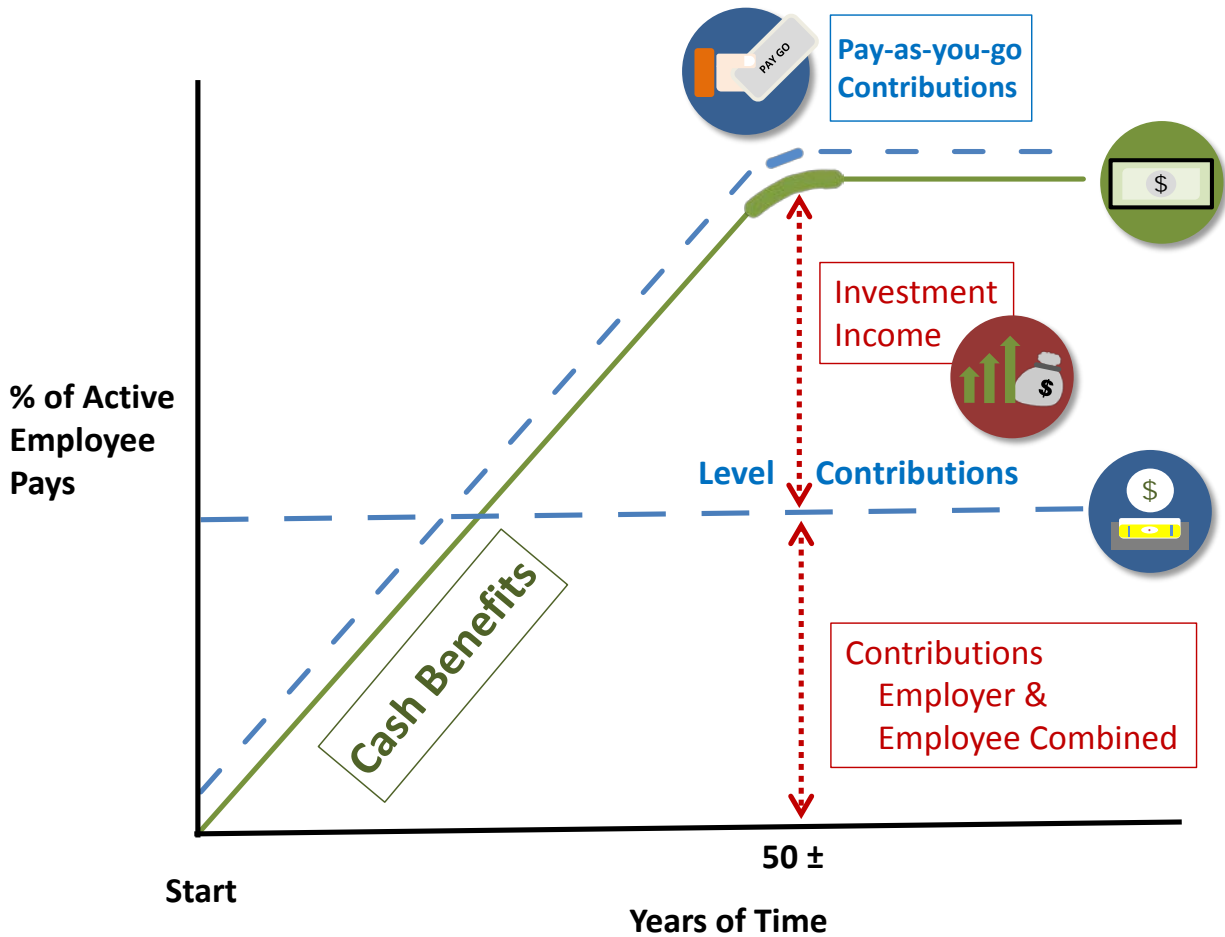 PAY GO
Pay-as-you-go
Contributions
$
Investment
Income
$
% of Active
Employee
Pays
Level Contributions
$
Cash Benefits
Contributions
Employer &
Employee Combined
50 ±
Start
Years of Time